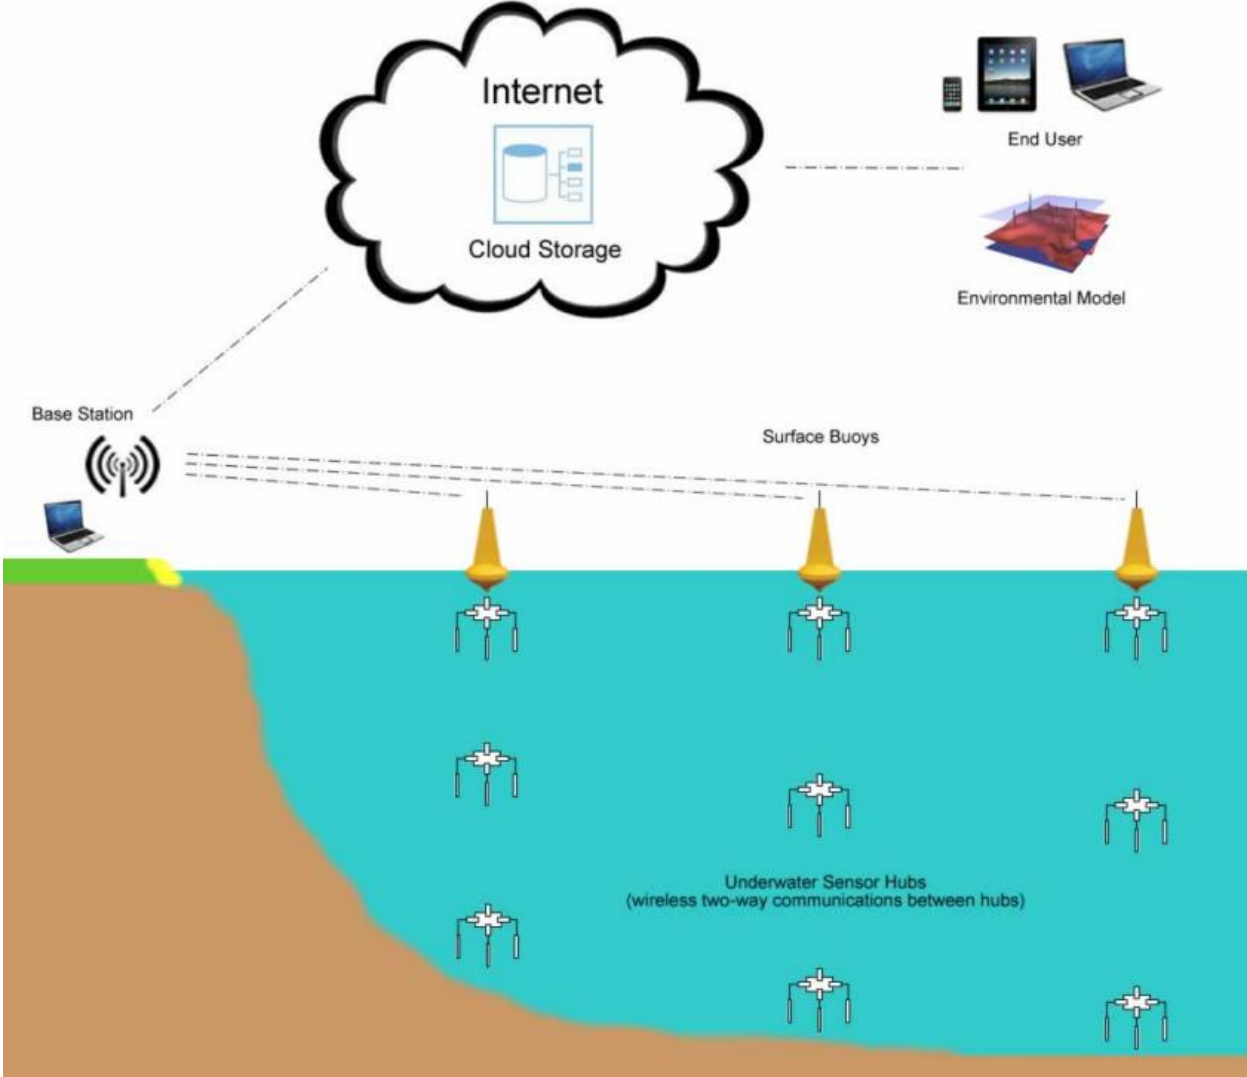 Internet
Cloud Storage
End User
Environmental Model
Base Station
Surface Buoys
Underwater Sensor Hubs
(wireless two-way communications between hubs)